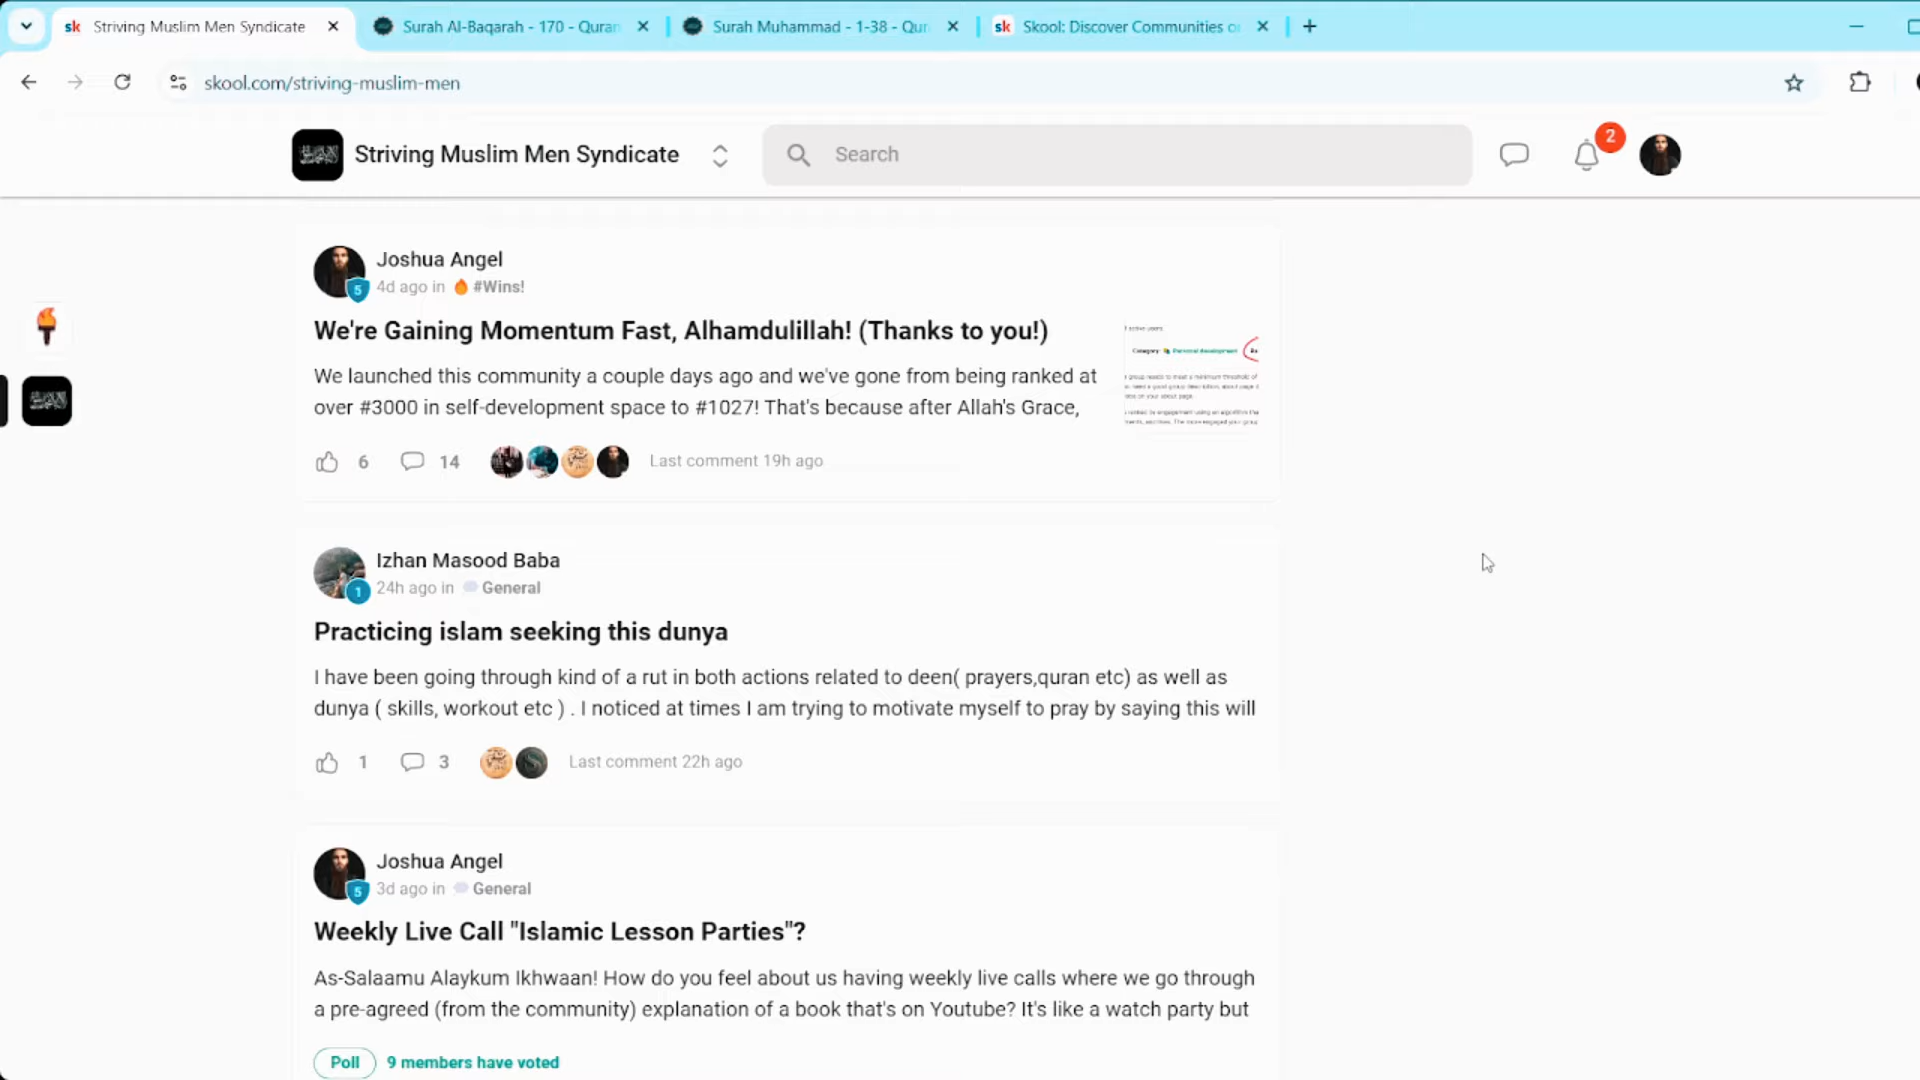 sk Striving Muslim Men Syndicate
Surah Al-Baqarah - 170 - Quran
Surah Muhammad - 1-38 - Qur
sk Skool: Discover Communities o
skool.com/striving-muslim-men
Striving Muslim Men Syndicate
Search
2
Joshua Angel
5
4d ago in #Wins!
We're Gaining Momentum Fast, Alhamdulillah! (Thanks to you!)
We launched this community a couple days ago and we've gone from being ranked at
over #3000 in self-development space to #1027! That's because after Allah's Grace,
Category: Personal development
6 14 Last comment 19h ago
Izhan Masood Baba
1
24h ago in General
Practicing islam seeking this dunya
I have been going through kind of a rut in both actions related to deen( prayers,quran etc) as well as
dunya ( skills, workout etc ) . I noticed at times I am trying to motivate myself to pray by saying this will
1 3 Last comment 22h ago
Joshua Angel
5
3d ago in General
Weekly Live Call "Islamic Lesson Parties"?
As-Salaamu Alaykum Ikhwaan! How do you feel about us having weekly live calls where we go through
a pre-agreed (from the community) explanation of a book that's on Youtube? It's like a watch party but
Poll 9 members have voted